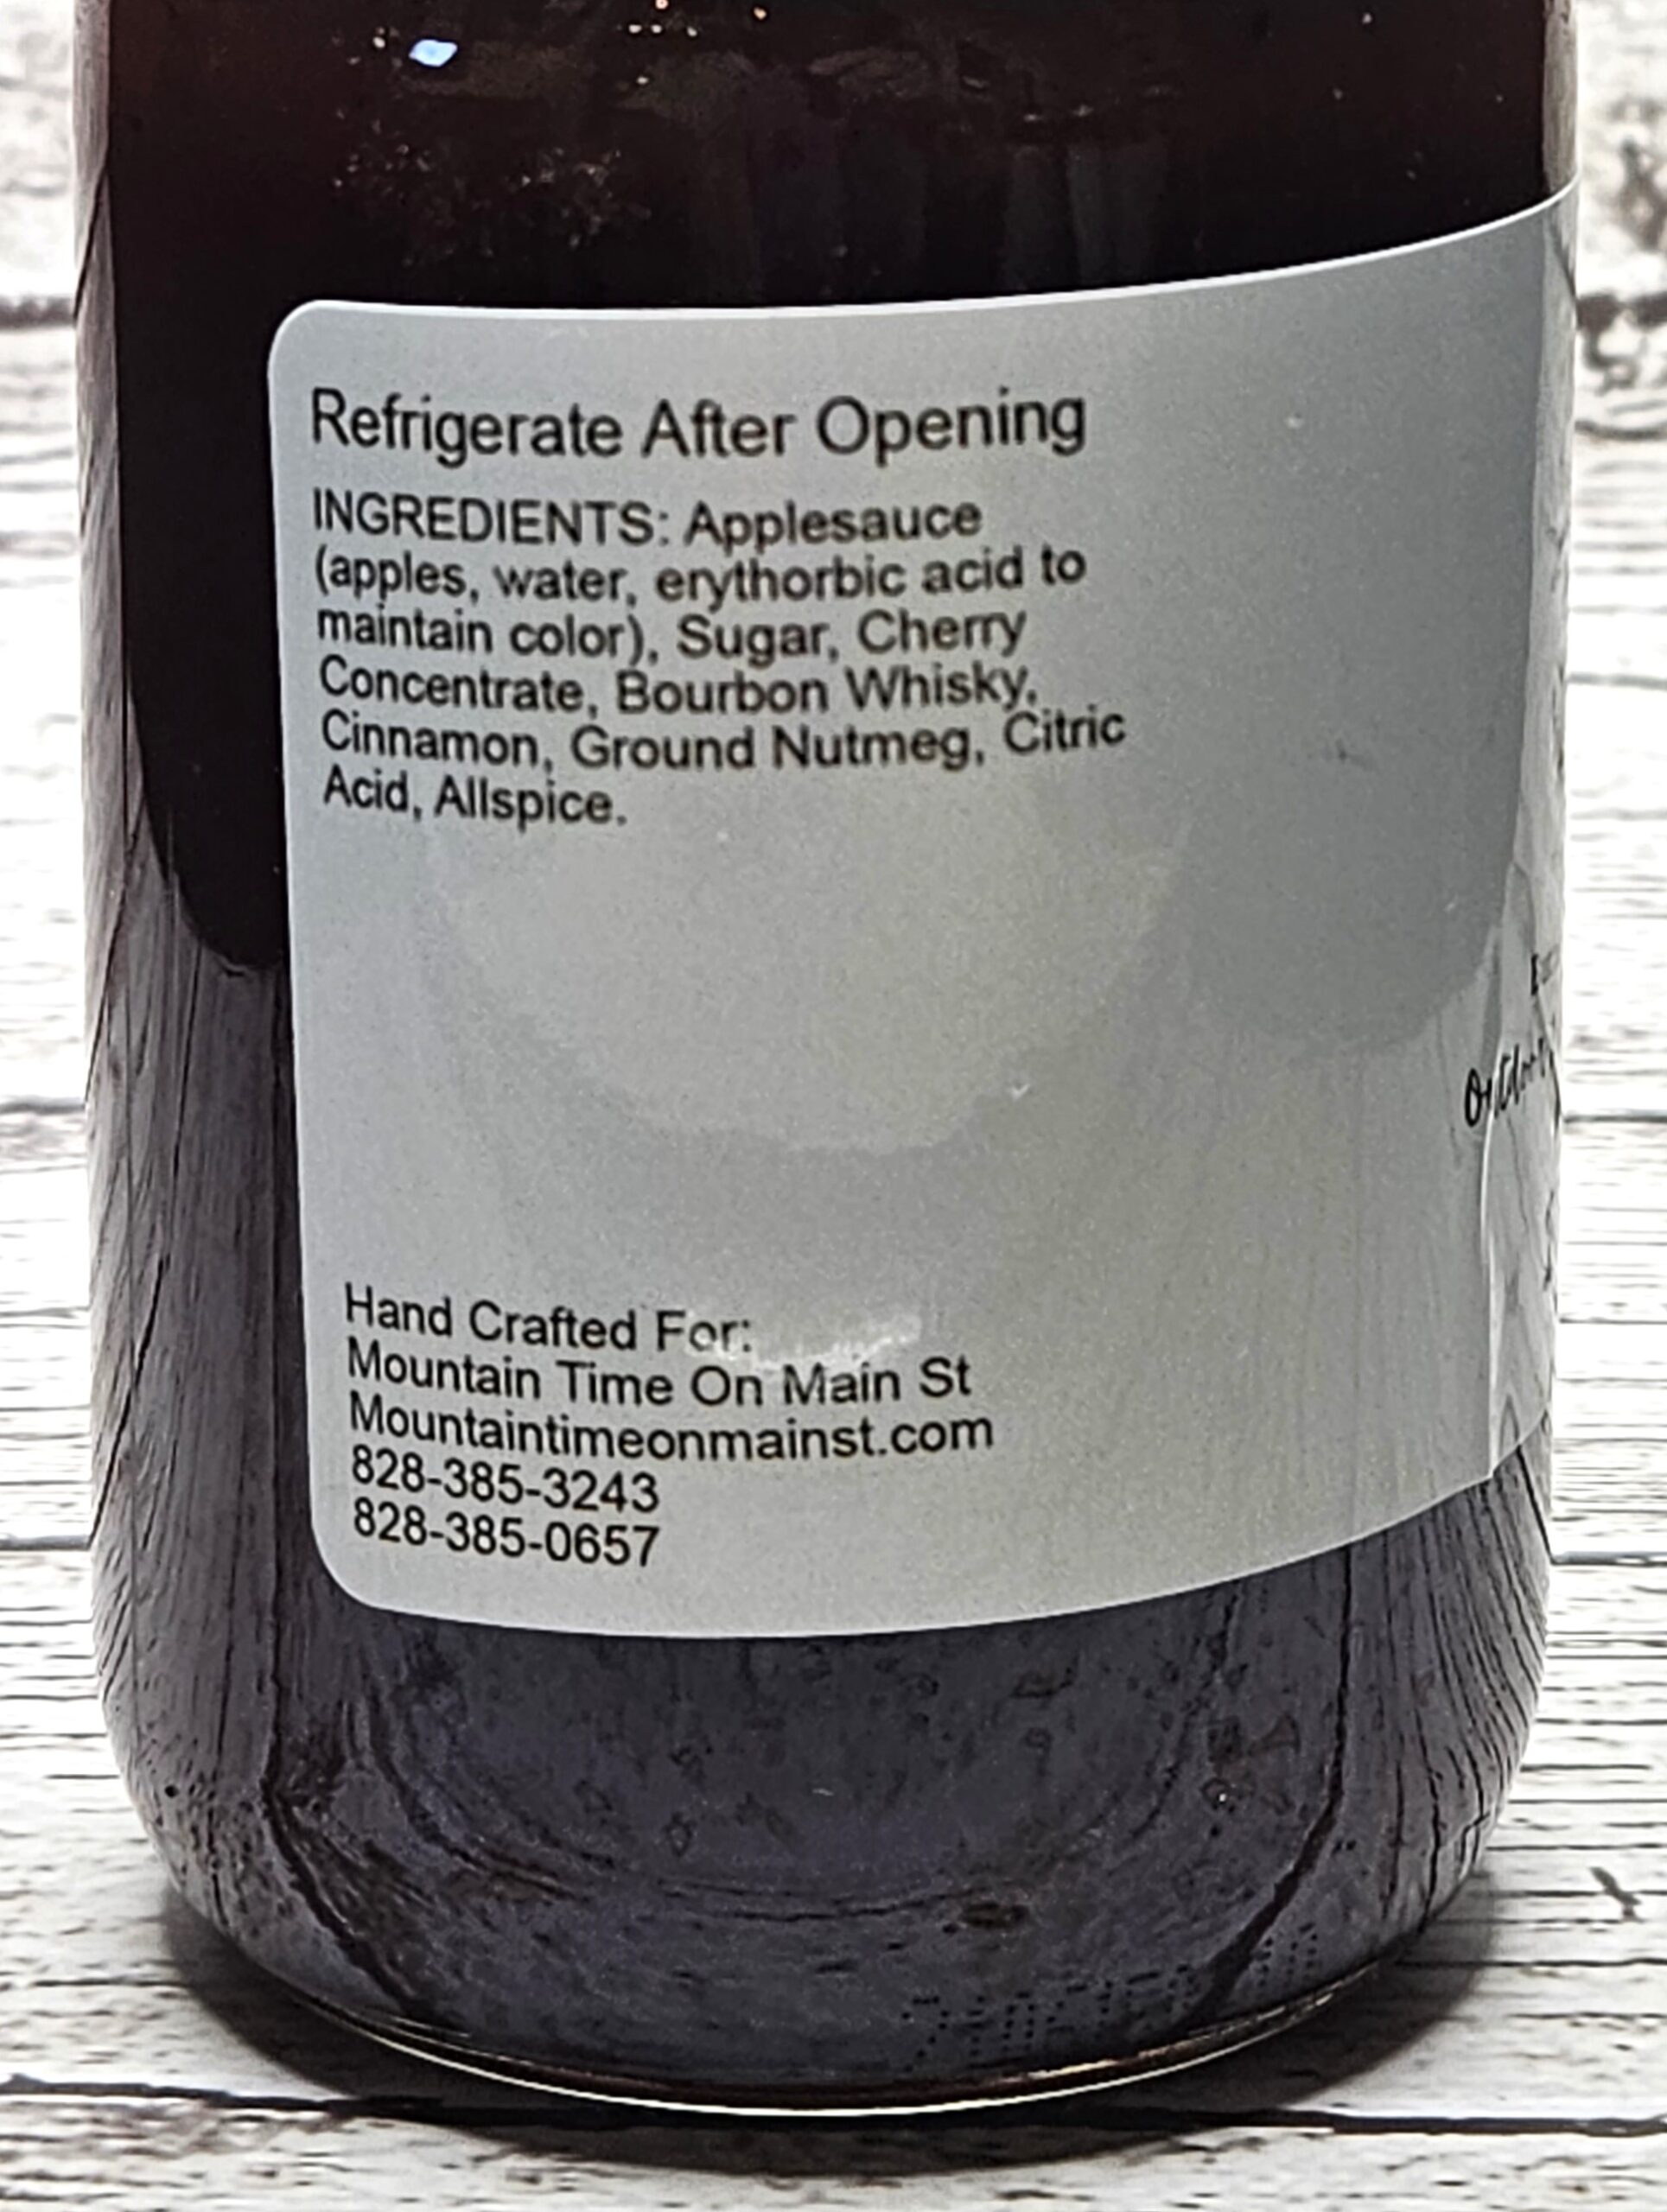 Refrigerate After Opening
INGREDIENTS: Applesauce
(apples, water, erythorbic acid to
maintain color), Sugar, Cherry
Concentrate, Bourbon Whisky,
Cinnamon, Ground Nutmeg, Citric
Acid, Allspice.
Hand Crafted For:
Mountain Time On Main St
Mountaintimeonmainst.com
828-385-3243
828-385-0657